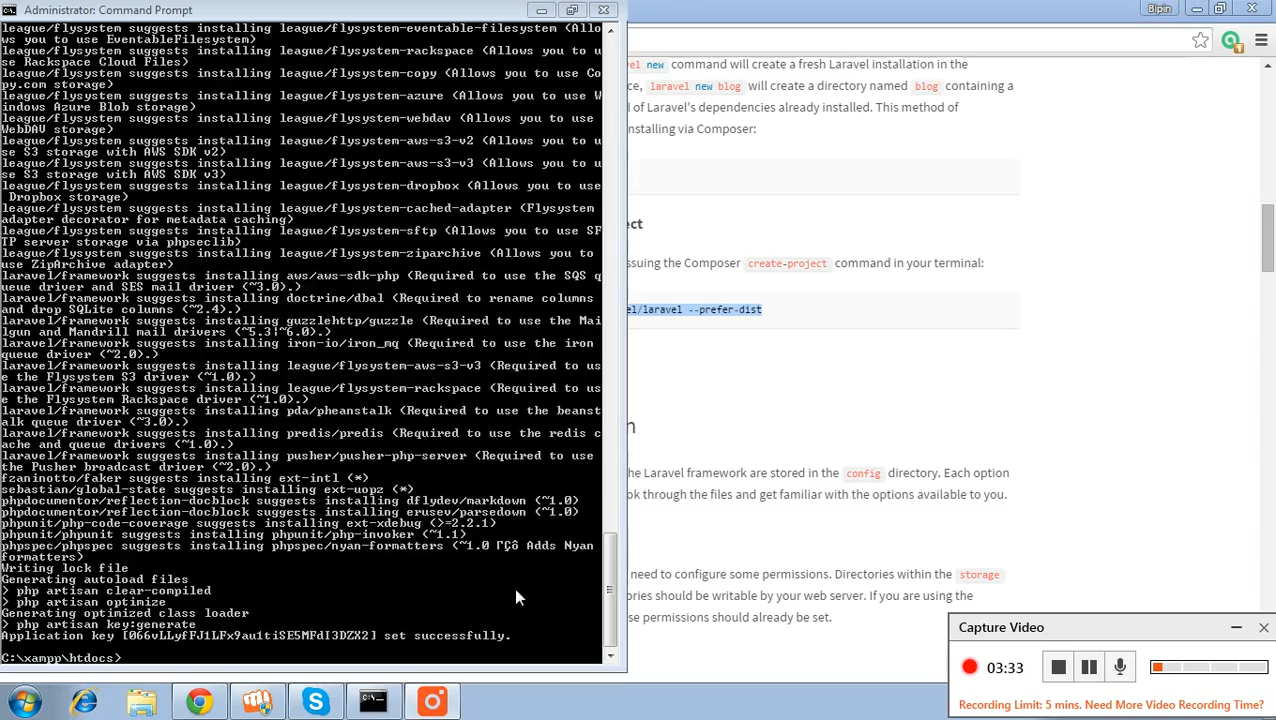 Administrator: Command Prompt
league/flysystem suggests installing league/flysystem-eventable-filesystem (Allo
ws you to use EventableFilesystem)
league/flysystem suggests installing league/flysystem-rackspace (Allows you to u
se Rackspace Cloud Files)
league/flysystem suggests installing league/flysystem-copy (Allows you to use Co
py.com storage)
league/flysystem suggests installing league/flysystem-azure (Allows you to use W
indows Azure Blob storage)
league/flysystem suggests installing league/flysystem-webdav (Allows you to use
WebDAV storage)
league/flysystem suggests installing league/flysystem-aws-s3-v2 (Allows you to u
se S3 storage with AWS SDK v2)
league/flysystem suggests installing league/flysystem-aws-s3-v3 (Allows you to u
se S3 storage with AWS SDK v3)
league/flysystem suggests installing league/flysystem-dropbox (Allows you to use
Dropbox storage)
league/flysystem suggests installing league/flysystem-cached-adapter (Flysystem
adapter decorator for metadata caching)
league/flysystem suggests installing league/flysystem-sftp (Allows you to use SF
TP server storage via phpseclib)
league/flysystem suggests installing league/flysystem-ziparchive (Allows you to
use ZipArchive adapter)
laravel/framework suggests installing aws/aws-sdk-php (Required to use the SQS q
ueue driver and SES mail driver (~3.0).)
laravel/framework suggests installing doctrine/dbal (Required to rename columns
and drop SQLite columns (~2.4).)
laravel/framework suggests installing guzzlehttp/guzzle (Required to use the Mai
lgun and Mandrill mail drivers (~5.3|~6.0).)
laravel/framework suggests installing iron-io/iron_mq (Required to use the iron
queue driver (~2.0).)
laravel/framework suggests installing league/flysystem-aws-s3-v3 (Required to us
e the Flysystem S3 driver (~1.0).)
laravel/framework suggests installing league/flysystem-rackspace (Required to us
e the Flysystem Rackspace driver (~1.0).)
laravel/framework suggests installing pda/pheanstalk (Required to use the beanst
alk queue driver (~3.0).)
laravel/framework suggests installing predis/predis (Required to use the redis c
ache and queue drivers (~1.0).)
laravel/framework suggests installing pusher/pusher-php-server (Required to use
the Pusher broadcast driver (~2.0).)
fzaninotto/faker suggests installing ext-intl (*)
sebastian/global-state suggests installing ext-uopz (*)
phpdocumentor/reflection-docblock suggests installing dflydev/markdown (~1.0)
phpdocumentor/reflection-docblock suggests installing erusev/parsedown (~1.0)
phpunit/php-code-coverage suggests installing ext-xdebug (>=2.2.1)
phpunit/phpunit suggests installing phpunit/php-invoker (~1.1)
phpspec/phpspec suggests installing phpspec/nyan-formatters (~1.0 ΓÇô Adds Nyan
formatters)
Writing lock file
Generating autoload files
> php artisan clear-compiled
> php artisan optimize
Generating optimized class loader
> php artisan key:generate
Application key [066vLLyfFJ1LFx9au1tiSE5MFdI3DZX2] set successfully.
C:\xampp\htdocs>
Bipin
el new command will create a fresh Laravel installation in the
ce, laravel new blog will create a directory named blog containing a
l of Laravel's dependencies already installed. This method of
nstalling via Composer:
ect
ssuing the Composer create-project command in your terminal:
el/laravel --prefer-dist
n
the Laravel framework are stored in the config directory. Each option
ok through the files and get familiar with the options available to you.
need to configure some permissions. Directories within the storage
ories should be writable by your web server. If you are using the
se permissions should already be set.
Capture Video
03:33
Recording Limit: 5 mins. Need More Video Recording Time?